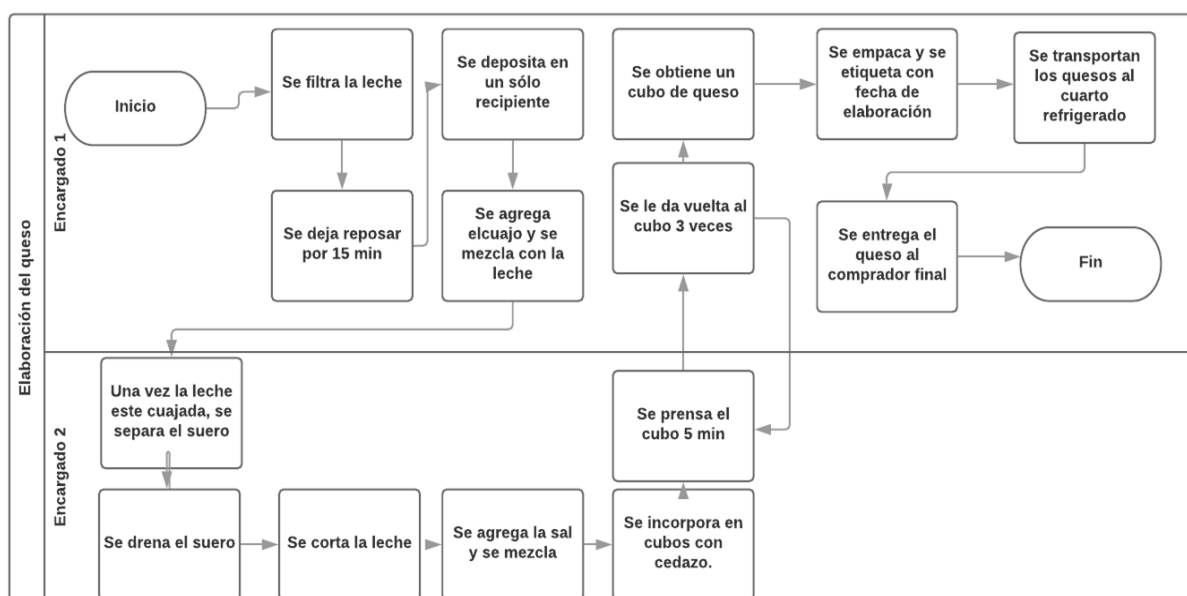 Elaboración del queso
Encargado 1
Inicio
Se filtra la leche
Se deja reposar
por 15 min
Se deposita en
un sólo
recipiente
Se agrega
elcuajo y se
mezcla con la
leche
Encargado 2
Una vez la leche
este cuajada, se
separa el suero
Se drena el suero
Se corta la leche
Se agrega la sal
y se mezcla
Se incorpora en
cubos con
cedazo.
Se prensa el
cubo 5 min
Se le da vuelta al
cubo 3 veces
Se obtiene un
cubo de queso
Se empaca y se
etiqueta con
fecha de
elaboración
Se transportan
los quesos al
cuarto
refrigerado
Se entrega el
queso al
comprador final
Fin